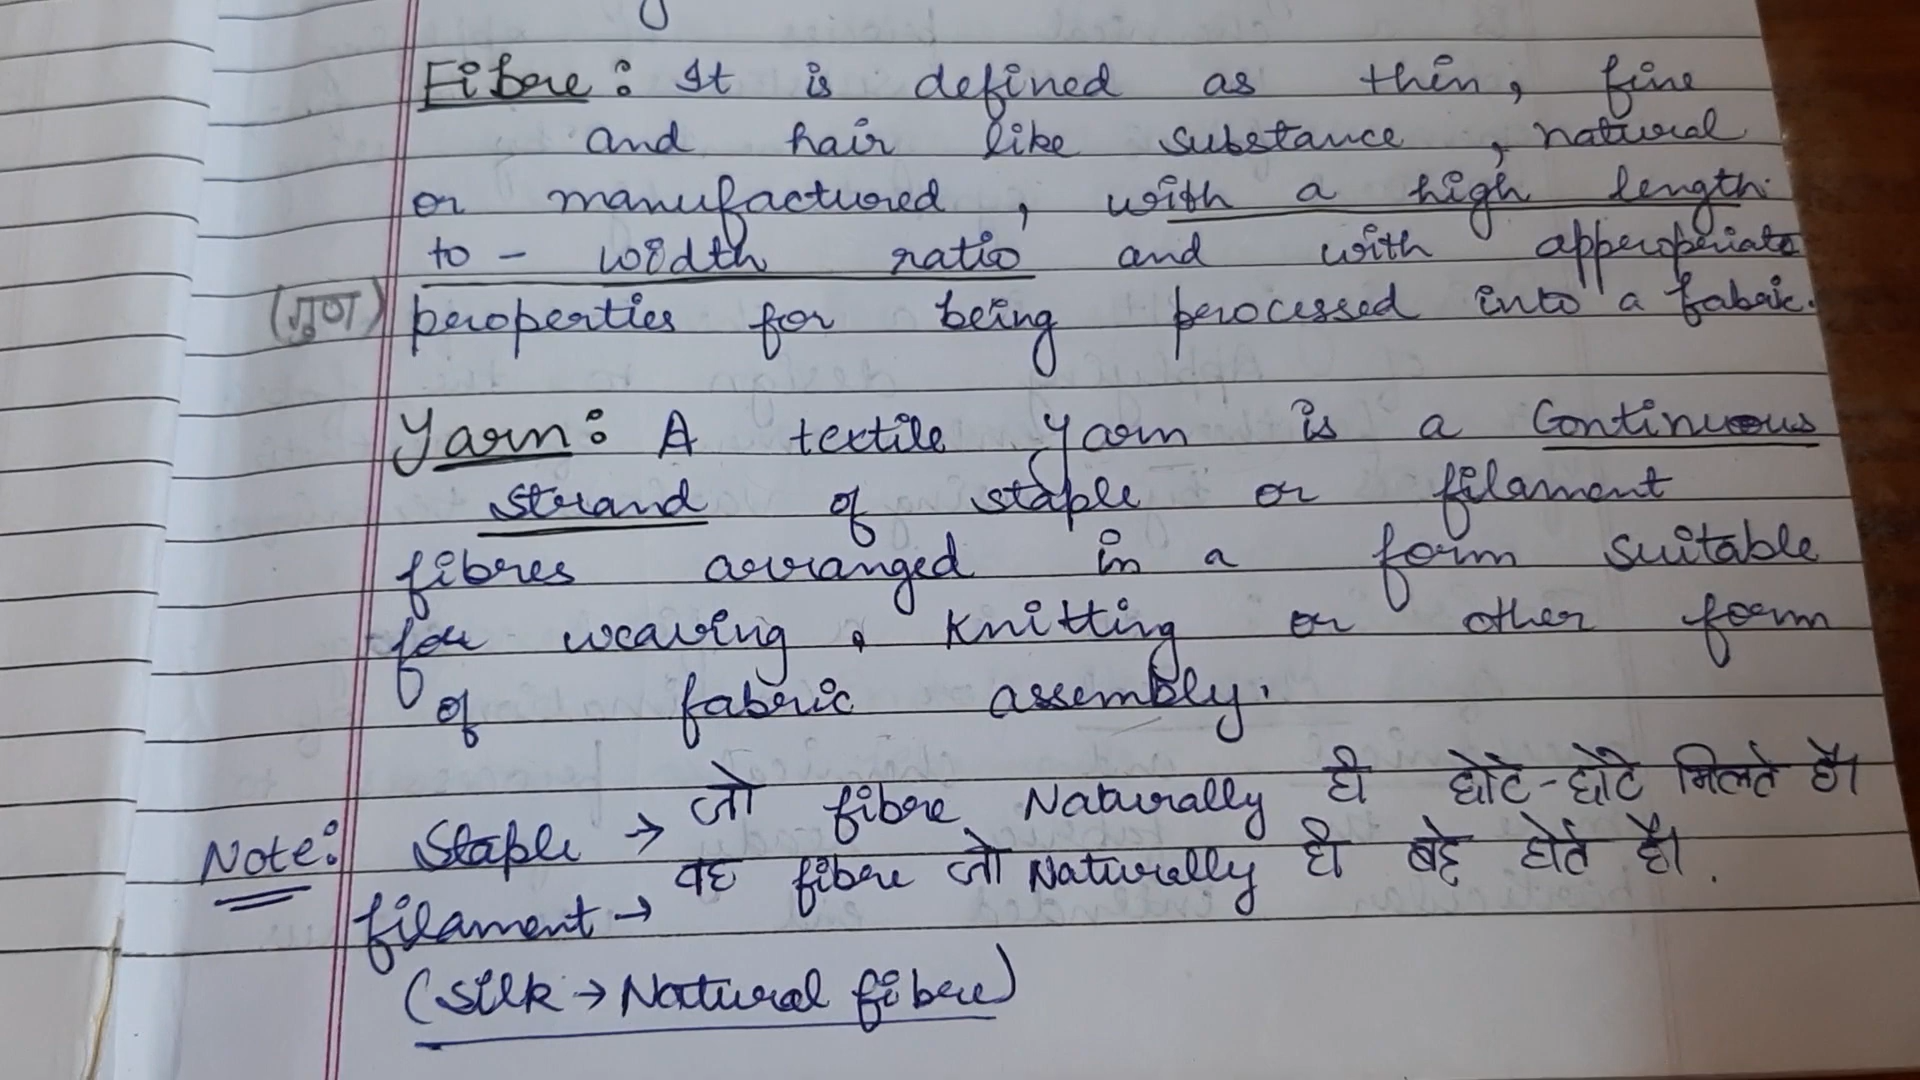 Fibre: It is defined as thin, fine
and hair like substance, natural
or manufactured, with a high length
to - width ratio and with appropriate
(गुण) properties for being processed into a fabric.
Yarn: A textile yarn is a Continuous
strand of staple or filament
fibres arranged in a form suitable
for weaving, knitting or other form
of fabric assembly.
Note: Staple → जो fibre Naturally ही छोटे-छोटे मिलते है।
filament → वह fibre जो Naturally ही बड़े होते है।.
(silk → Natural fibre)